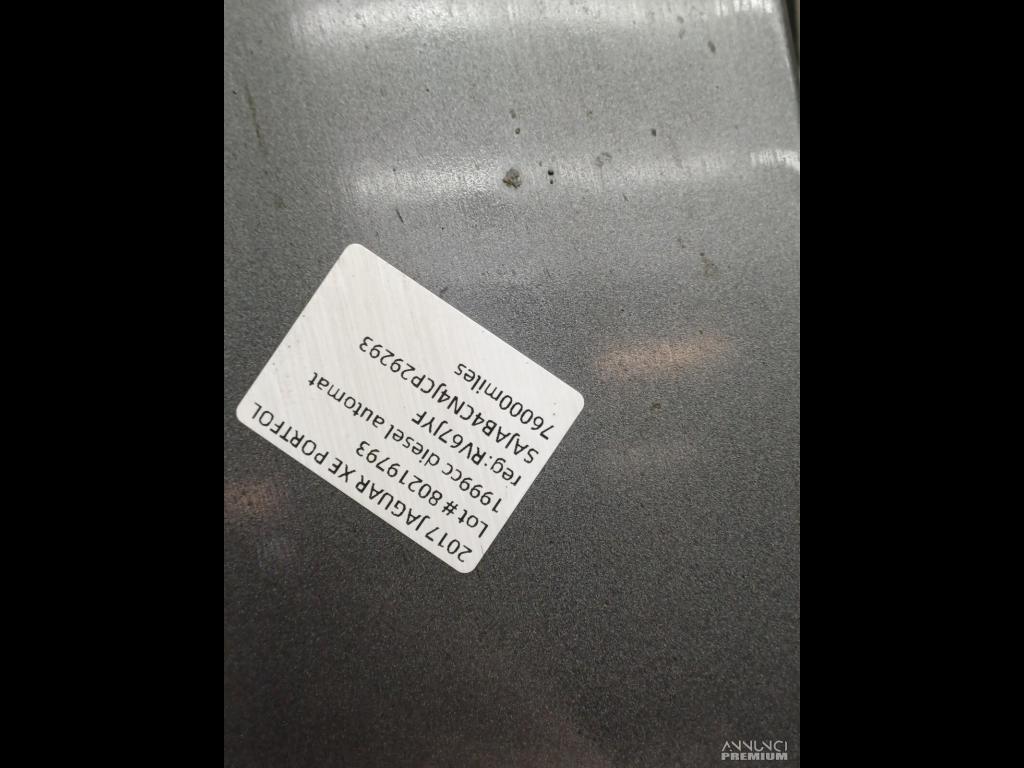 2017 JAGUAR XE PORTFOL
Lot # 80219793
1999cc diesel automat
reg:RV67JYF
SAJAB4CN4JCP29293
76000miles
ANNUNCI
PREMIUM